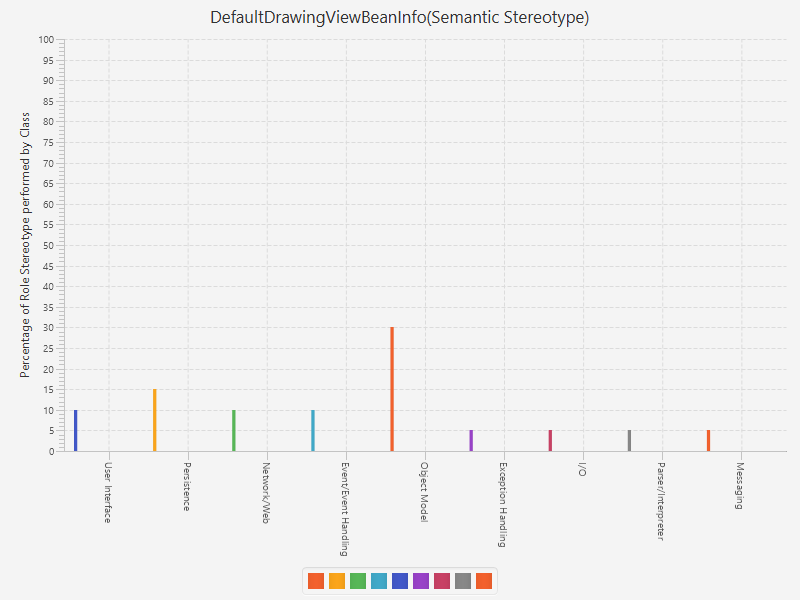 DefaultDrawingViewBeanInfo(Semantic Stereotype)
Percentage of Role Stereotype performed by Class
100
95
90
85
80
75
70
65
60
55
50
45
40
35
30
25
20
15
10
5
0
User Interface
Persistence
Network/Web
Event/Event Handling
Object Model
Exception Handling
I/O
Parser/Interpreter
Messaging